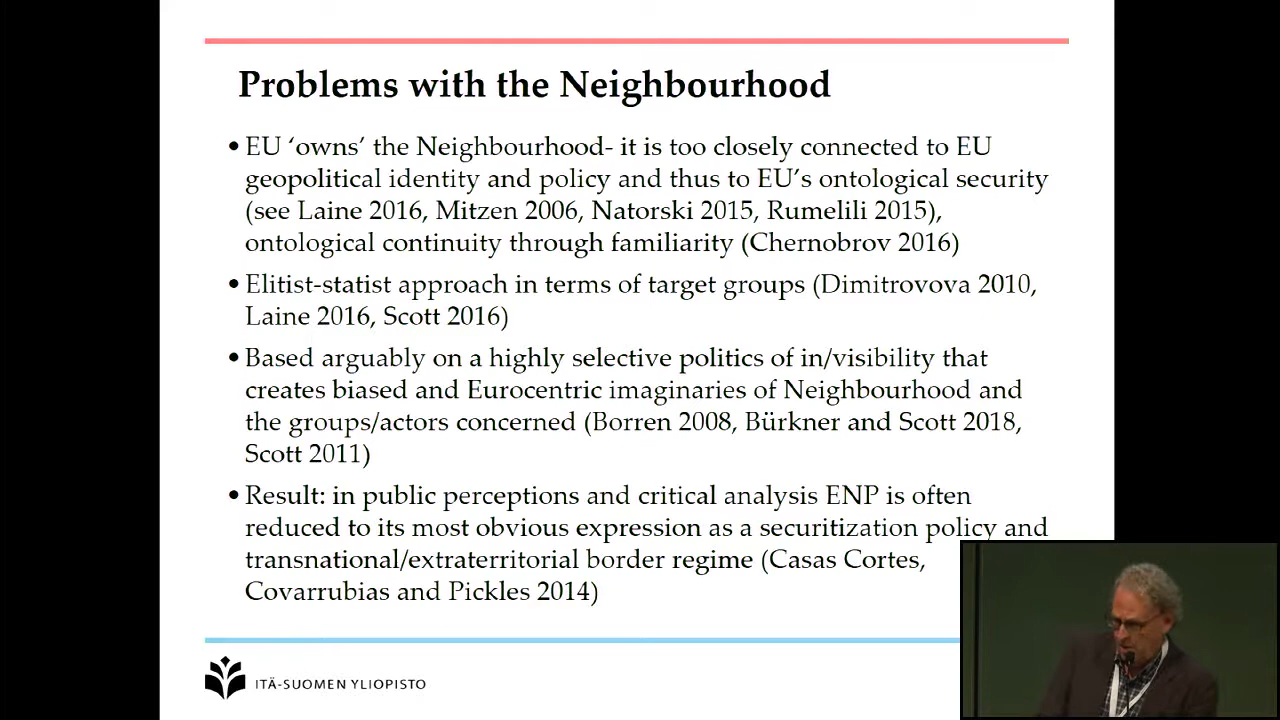 Problems with the Neighbourhood
• EU ‘owns’ the Neighbourhood- it is too closely connected to EU
geopolitical identity and policy and thus to EU’s ontological security
(see Laine 2016, Mitzen 2006, Natorski 2015, Rumelili 2015),
ontological continuity through familiarity (Chernobrov 2016)
• Elitist-statist approach in terms of target groups (Dimitrovova 2010,
Laine 2016, Scott 2016)
• Based arguably on a highly selective politics of in/visibility that
creates biased and Eurocentric imaginaries of Neighbourhood and
the groups/actors concerned (Borren 2008, Bürkner and Scott 2018,
Scott 2011)
• Result: in public perceptions and critical analysis ENP is often
reduced to its most obvious expression as a securitization policy and
transnational/extraterritorial border regime (Casas Cortes,
Covarrubias and Pickles 2014)
ITÄ-SUOMEN YLIOPISTO